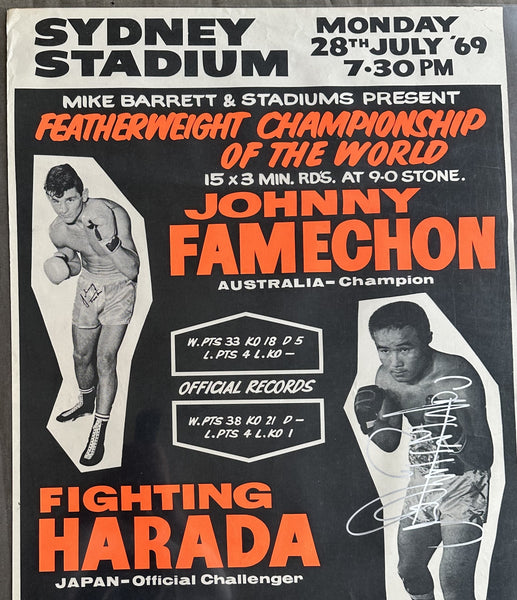 SYDNEY
STADIUM
MONDAY
28TH JULY '69
7·30 PM
MIKE BARRETT & STADIUMS PRESENT
FEATHERWEIGHT CHAMPIONSHIP
OF THE WORLD
15 x 3 MIN. RD'S. AT 9-0 STONE.
JOHNNY
FAMECHON
AUSTRALIA-Champion
W.PTS 33 KO 18 D 5
L.PTS 4 L.KO -
OFFICIAL RECORDS
W.PTS 38 KO 21 D -
L.PTS 4 L.KO 1
FIGHTING
HARADA
JAPAN-Official Challenger